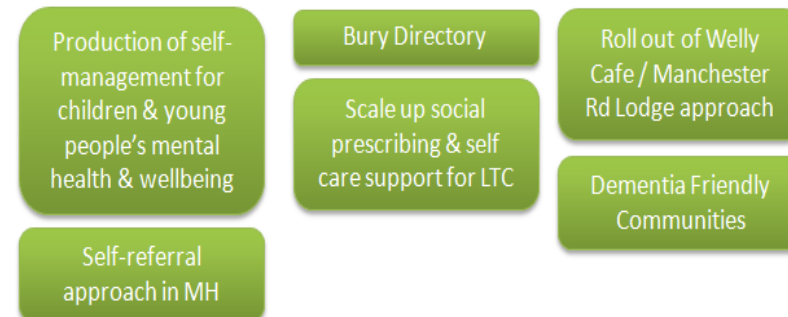 Production of self-
management for
children & young
people's mental
health & wellbeing
Self-referral
approach in MH
Bury Directory
Scale up social
prescribing & self
care support for LTC
Roll out of Welly
Cafe / Manchester
Rd Lodge approach
Dementia Friendly
Communities